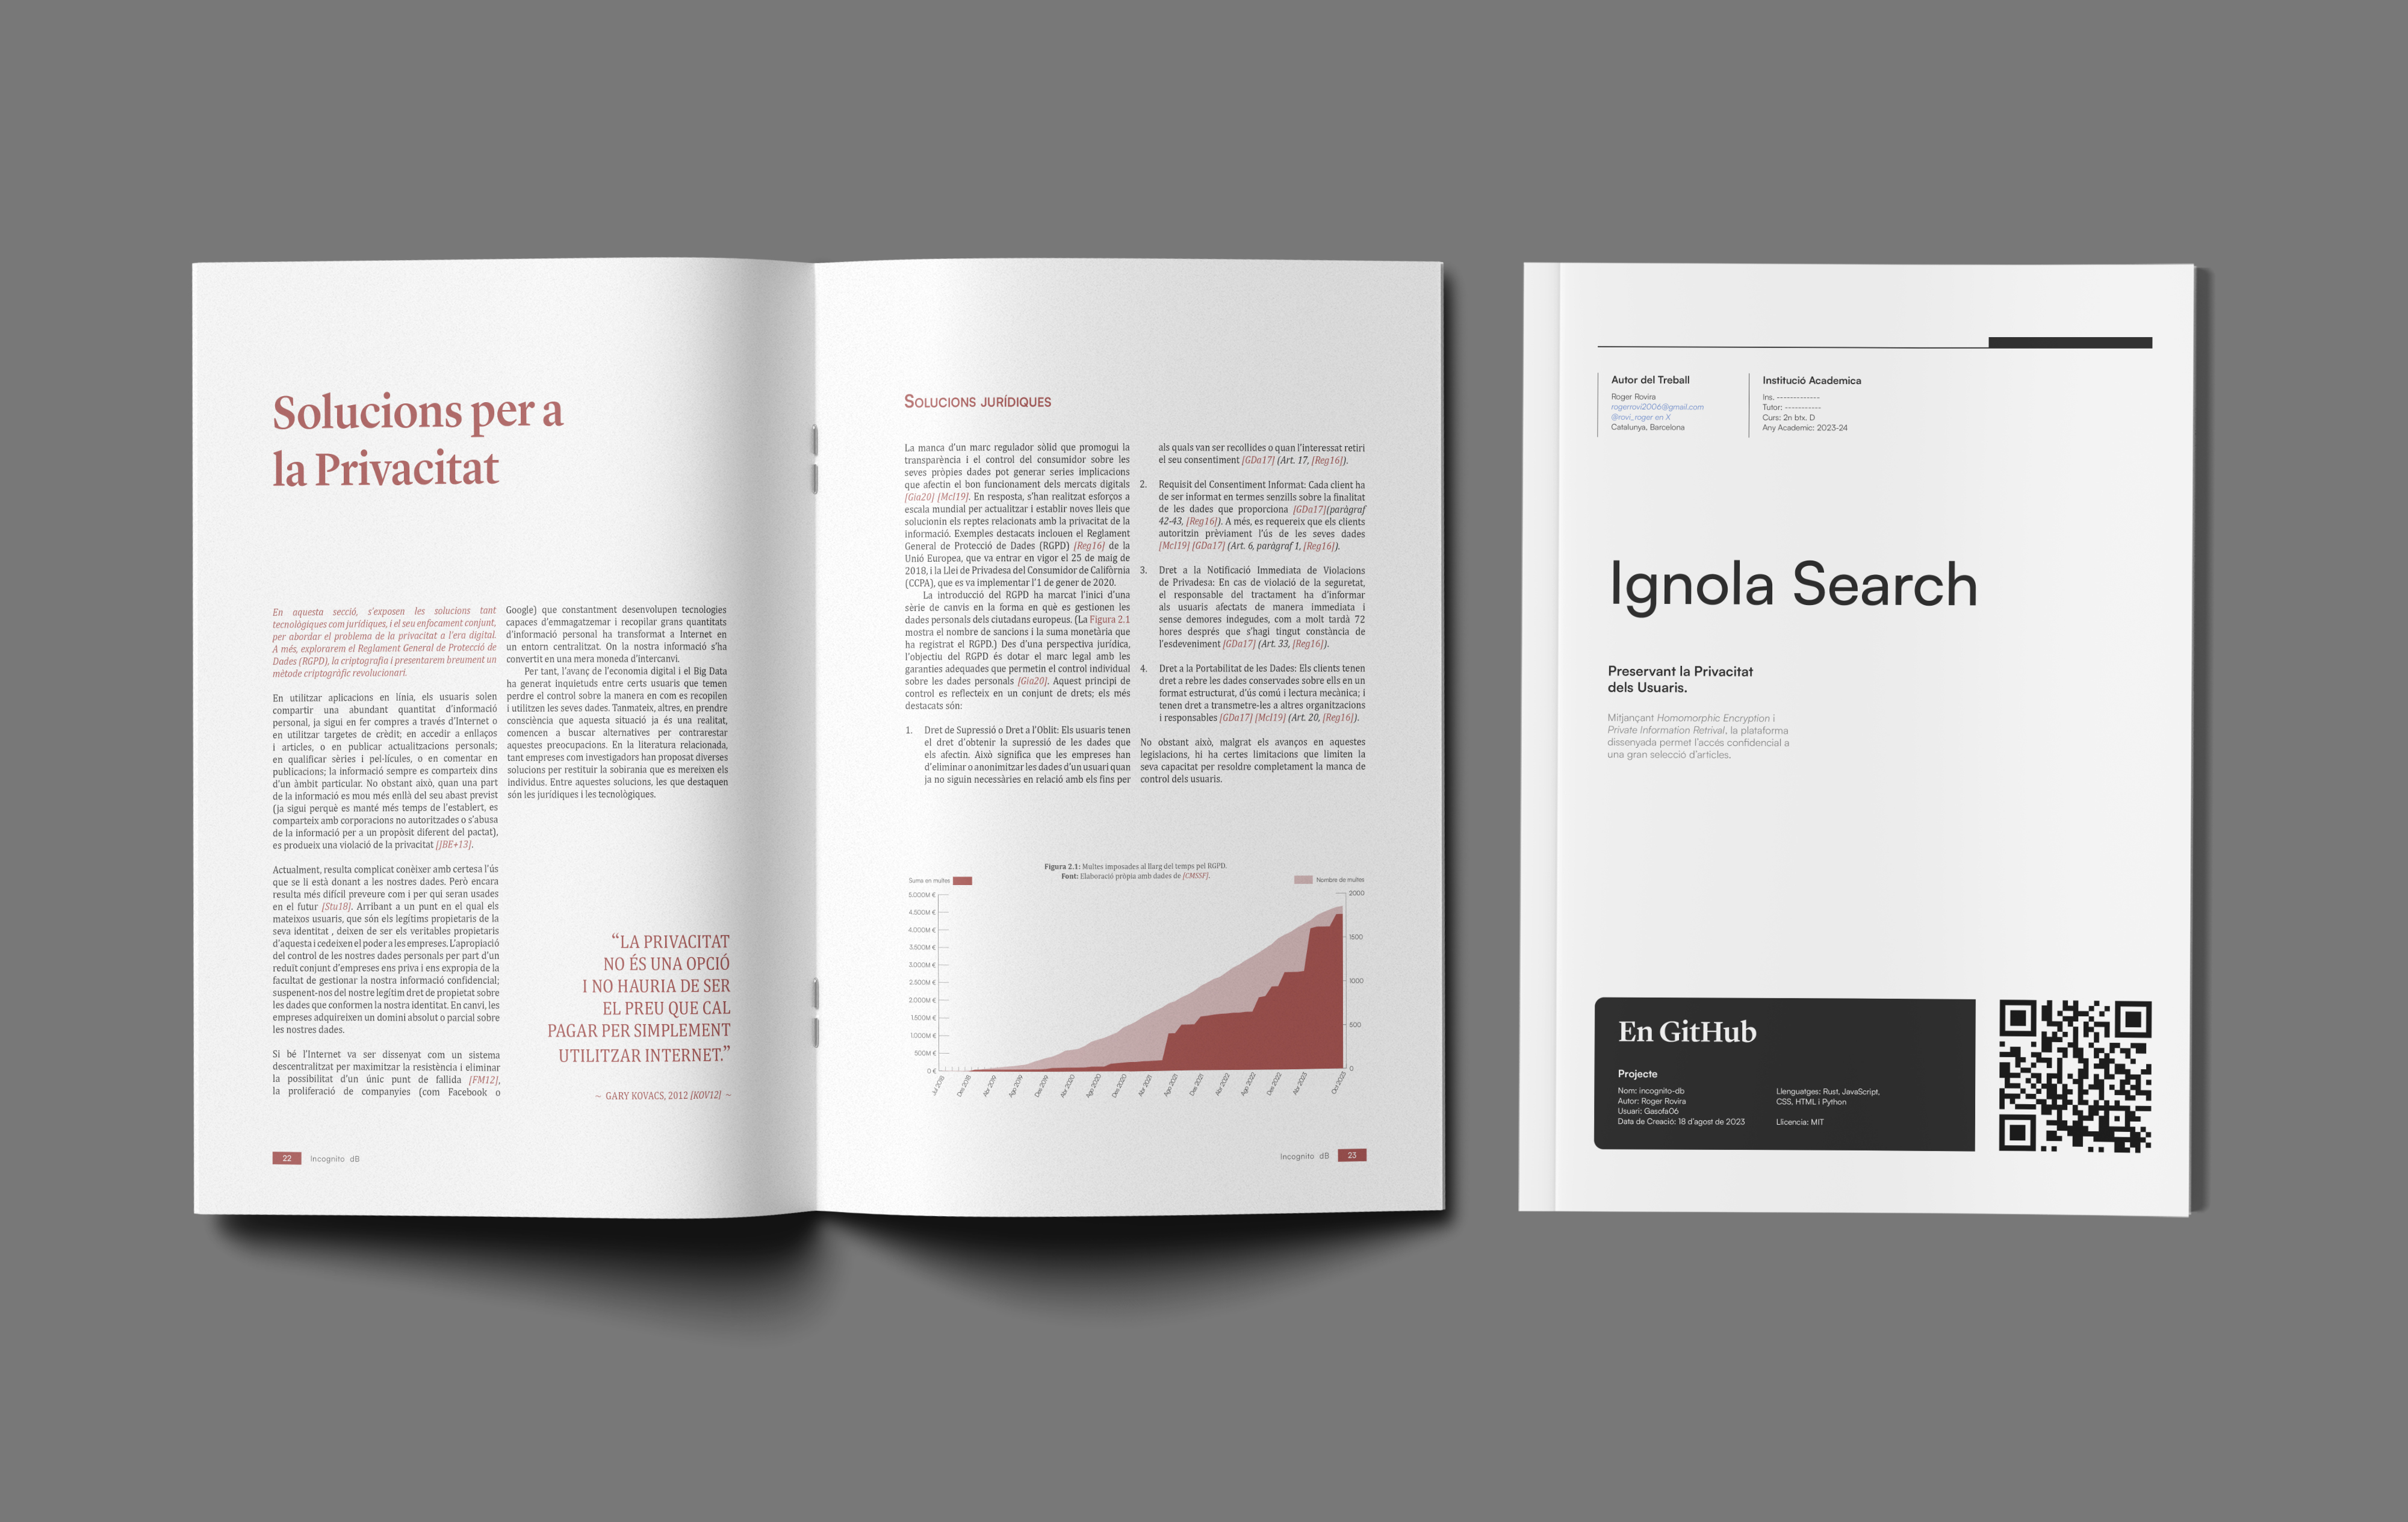 Solucions per a
la Privacitat
En aquesta secció, s'exposen les solucions tant
tecnològiques com jurídiques, i el seu enfocament conjunt,
per abordar el problema de la privacitat a l'era digital.
A més, explorarem el Reglament General de Protecció de
Dades (RGPD), la criptografia i presentarem breument un
mètode criptogràfic revolucionari.
En utilitzar aplicacions en línia, els usuaris solen
compartir una abundant quantitat d'informació
personal, ja sigui en fer compres a través d'Internet o
en utilitzar targetes de crèdit; en accedir a enllaços
i articles, o en publicar actualitzacions personals;
en qualificar sèries i pel·lícules, o en comentar en
publicacions; la informació sempre es comparteix dins
d'un àmbit particular. No obstant això, quan una part
de la informació es mou més enllà del seu abast previst
(ja sigui perquè es manté més temps de l'establert, es
comparteix amb corporacions no autoritzades o s'abusa
de la informació per a un propòsit diferent del pactat),
es produeix una violació de la privacitat [JBE+13].
Actualment, resulta complicat conèixer amb certesa l'ús
que se li està donant a les nostres dades. Però encara
resulta més difícil preveure com i per qui seran usades
en el futur [Stu18]. Arribant a un punt en el qual els
mateixos usuaris, que són els legítims propietaris de la
seva identitat , deixen de ser els veritables propietaris
d'aquesta i cedeixen el poder a les empreses. L'apropiació
del control de les nostres dades personals per part d'un
reduït conjunt d'empreses ens priva i ens expropia de la
facultat de gestionar la nostra informació confidencial;
suspenent-nos del nostre legítim dret de propietat sobre
les dades que conformen la nostra identitat. En canvi, les
empreses adquireixen un domini absolut o parcial sobre
les nostres dades.
Si bé l'Internet va ser dissenyat com un sistema
descentralitzat per maximitzar la resistència i eliminar
la possibilitat d'un únic punt de fallida [FM12],
la proliferació de companyies (com Facebook o
Google) que constantment desenvolupen tecnologies
capaces d'emmagatzemar i recopilar grans quantitats
d'informació personal ha transformat a Internet en
un entorn centralitzat. On la nostra informació s'ha
convertit en una mera moneda d'intercanvi.
Per tant, l'avanç de l'economia digital i el Big Data
ha generat inquietuds entre certs usuaris que temen
perdre el control sobre la manera en com es recopilen
i utilitzen les seves dades. Tanmateix, altres, en prendre
consciència que aquesta situació ja és una realitat,
comencen a buscar alternatives per contrarestar
aquestes preocupacions. En la literatura relacionada,
tant empreses com investigadors han proposat diverses
solucions per restituir la sobirania que es mereixen els
individus. Entre aquestes solucions, les que destaquen
són les jurídiques i les tecnològiques.
“LA PRIVACITAT
NO ÉS UNA OPCIÓ
I NO HAURIA DE SER
EL PREU QUE CAL
PAGAR PER SIMPLEMENT
UTILITZAR INTERNET.”
~ GARY KOVACS, 2012 [KOV12] ~
22 Incognito dB
SOLUCIONS JURÍDIQUES
La manca d'un marc regulador sòlid que promogui la
transparència i el control del consumidor sobre les
seves pròpies dades pot generar series implicacions
que afectin el bon funcionament dels mercats digitals
[Gia20] [Mcl19]. En resposta, s'han realitzat esforços a
escala mundial per actualitzar i establir noves lleis que
solucionin els reptes relacionats amb la privacitat de la
informació. Exemples destacats inclouen el Reglament
General de Protecció de Dades (RGPD) [Reg16] de la
Unió Europea, que va entrar en vigor el 25 de maig de
2018, i la Llei de Privadesa del Consumidor de Califòrnia
(CCPA), que es va implementar l'1 de gener de 2020.
La introducció del RGPD ha marcat l'inici d'una
sèrie de canvis en la forma en què es gestionen les
dades personals dels ciutadans europeus. (La Figura 2.1
mostra el nombre de sancions i la suma monetària que
ha registrat el RGPD.) Des d'una perspectiva jurídica,
l'objectiu del RGPD és dotar el marc legal amb les
garanties adequades que permetin el control individual
sobre les dades personals [Gia20]. Aquest principi de
control es reflecteix en un conjunt de drets; els més
destacats són:
1. Dret de Supressió o Dret a l'Oblit: Els usuaris tenen
el dret d'obtenir la supressió de les dades que
els afectin. Això significa que les empreses han
d'eliminar o anonimitzar les dades d'un usuari quan
ja no siguin necessàries en relació amb els fins per
als quals van ser recollides o quan l'interessat retiri
el seu consentiment [GDa17] (Art. 17, [Reg16]).
2. Requisit del Consentiment Informat: Cada client ha
de ser informat en termes senzills sobre la finalitat
de les dades que proporciona [GDa17](paràgraf
42-43, [Reg16]). A més, es requereix que els clients
autoritzin prèviament l'ús de les seves dades
[Mcl19] [GDa17] (Art. 6, paràgraf 1, [Reg16]).
3. Dret a la Notificació Immediata de Violacions
de Privadesa: En cas de violació de la seguretat,
el responsable del tractament ha d'informar
als usuaris afectats de manera immediata i
sense demores indegudes, com a molt tardà 72
hores després que s'hagi tingut constància de
l'esdeveniment [GDa17] (Art. 33, [Reg16]).
4. Dret a la Portabilitat de les Dades: Els clients tenen
dret a rebre les dades conservades sobre ells en un
format estructurat, d'ús comú i lectura mecànica; i
tenen dret a transmetre-les a altres organitzacions
i responsables [GDa17] [Mcl19] (Art. 20, [Reg16]).
No obstant això, malgrat els avanços en aquestes
legislacions, hi ha certes limitacions que limiten la
seva capacitat per resoldre completament la manca de
control dels usuaris.
Figura 2.1: Multes imposades al llarg del temps pel RGPD.
Font: Elaboració pròpia amb dades de [CMSSF].
Suma en multes
Nombre de multes
5.000M €
4.500M €
4.000M €
3.500M €
3.000M €
2.500M €
2.000M €
1.500M €
1.000M €
500M €
0 €
2000
1500
1000
500
0
Jul 2018
Des 2018
Abr 2019
Ago 2019
Des 2019
Abr 2020
Ago 2020
Des 2020
Abr 2021
Ago 2021
Des 2021
Abr 2022
Ago 2022
Des 2022
Abr 2023
Oct 2023
Incognito dB 23
Autor del Treball
Roger Rovira
rogerrovi2006@gmail.com
@rovi_roger en X
Catalunya, Barcelona
Institució Academica
Ins. -------------
Tutor: -----------
Curs: 2n btx. D
Any Academic: 2023-24
Ignola Search
Preservant la Privacitat
dels Usuaris.
Mitjançant Homomorphic Encryption i
Private Information Retrival, la plataforma
dissenyada permet l'accés confidencial a
una gran selecció d'articles.
En GitHub
Projecte
Nom: incognito-db
Autor: Roger Rovira
Usuari: Gasofa06
Data de Creació: 18 d'agost de 2023
Llenguatges: Rust, JavaScript,
CSS, HTML i Python
Llicencia: MIT